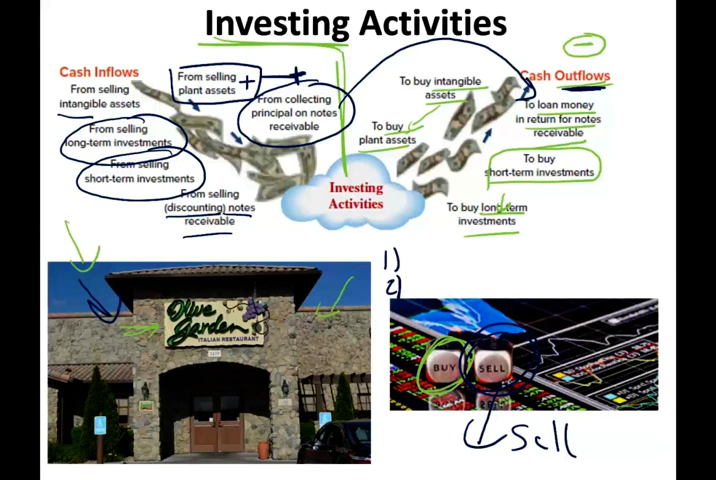 Investing Activities
Cash Inflows
From selling
intangible assets
From selling
plant assets
+
+
From collecting
principal on notes
receivable
From selling
long-term investments
From selling
short-term investments
From selling
(discounting) notes
receivable
Investing
Activities
To buy intangible
assets
To buy
plant assets
Cash Outflows
To loan money
in return for notes
receivable
To buy
short-term investments
To buy long-term
investments
1)
2)
Olive
Garden
ITALIAN RESTAURANT
BUY
SELL
Sell